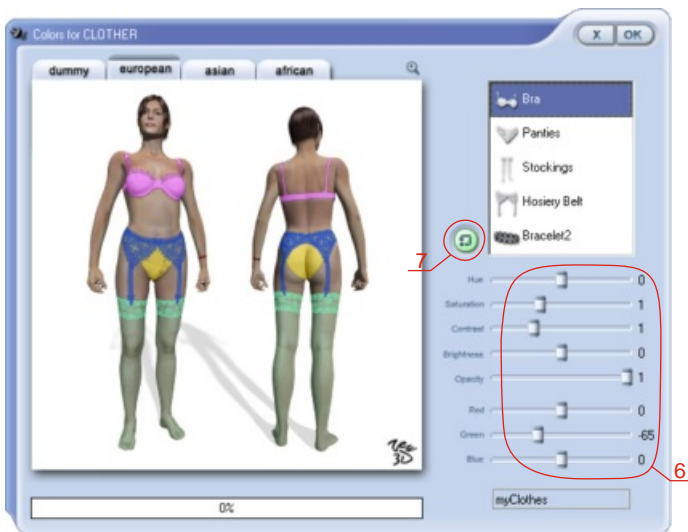 Colors for CLOTHER
X OK
dummy european asian african
Bra
Panties
Stockings
Hosiery Belt
Bracelet2
7
Hue 0
Saturation 1
Contrast 1
Brightness 0
Opacity 1
Red 0
Green -65
Blue 0
6
3D
0%
myClothes